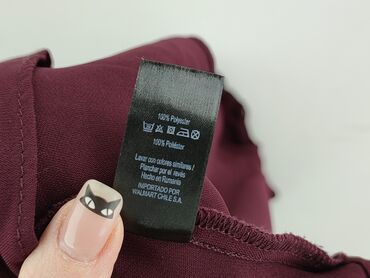 100% Polyester
100% Poliéster
Lavar con colores similares /
Planchar por el revés
Hecho en Rumania
IMPORTADO POR
WALMART CHILE S.A.